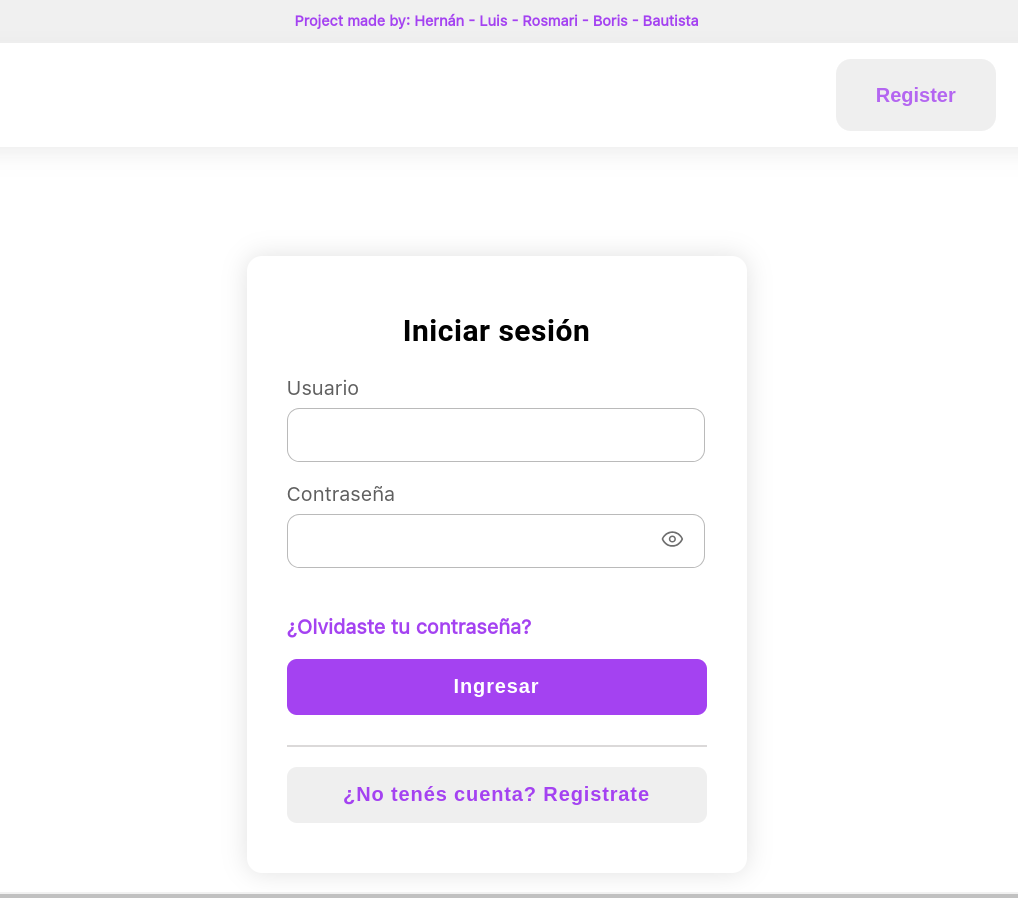 Project made by: Hernán - Luis - Rosmari - Boris - Bautista
Register
Iniciar sesión
Usuario
Contraseña
¿Olvidaste tu contraseña?
Ingresar
¿No tenés cuenta? Registrate